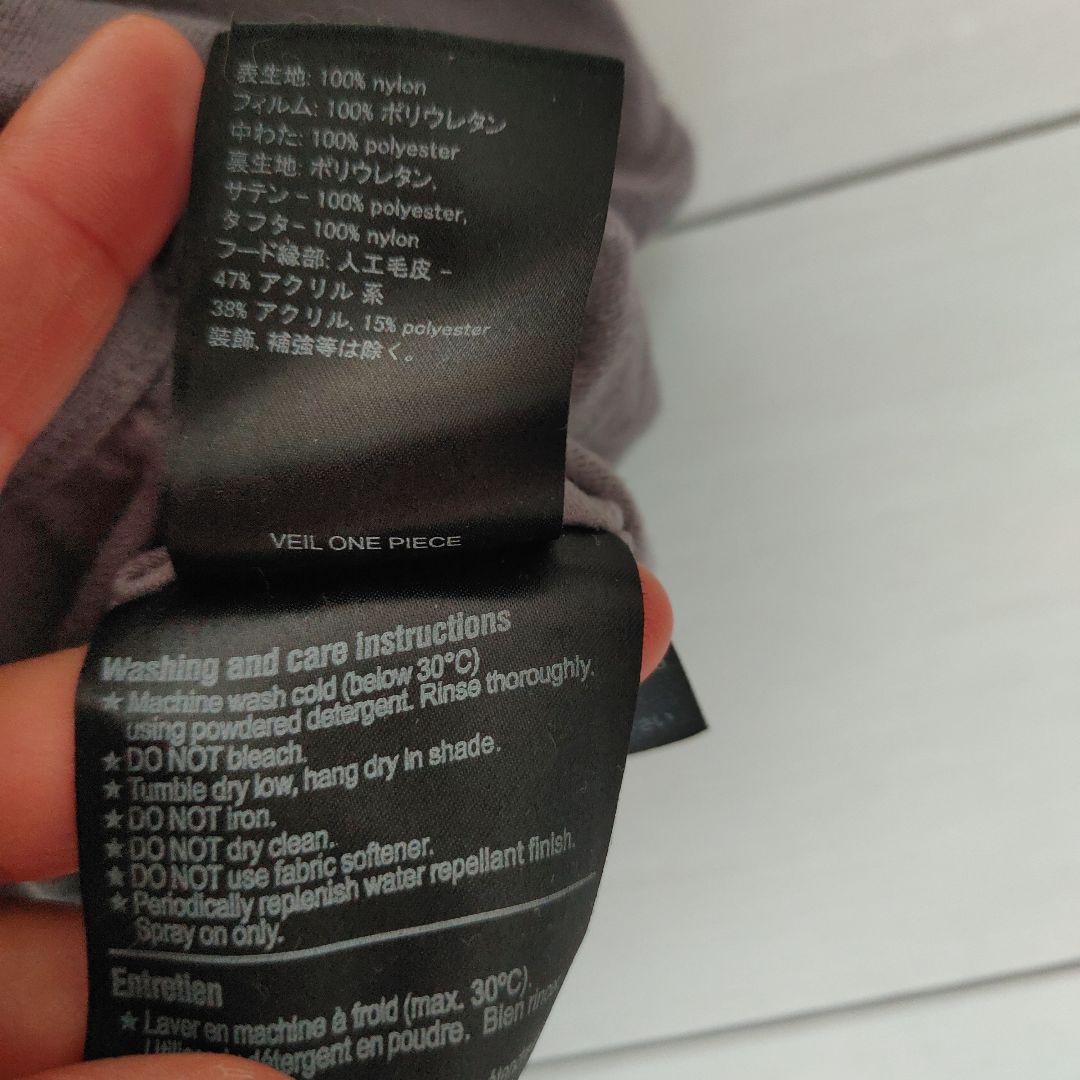 表生地: 100% nylon
フィルム: 100% ポリウレタン
中わた: 100% polyester
裏生地: ポリウレタン,
サテン - 100% polyester,
タフター- 100% nylon
フード縁部: 人工毛皮 -
47% アクリル 系
38% アクリル, 15% polyester
装飾, 補強等は除く。
VEIL ONE PIECE
Washing and care instructions
★ Machine wash cold (below 30°C)
using powdered detergent. Rinse thoroughly.
★ DO NOT bleach.
★ Tumble dry low, hang dry in shade.
★ DO NOT iron.
★ DO NOT dry clean.
★ DO NOT use fabric softener.
★ Periodically replenish water repellant finish.
Spray on only.
Entretien
★ Laver en machine à froid (max. 30°C).
détergent en poudre. Bien